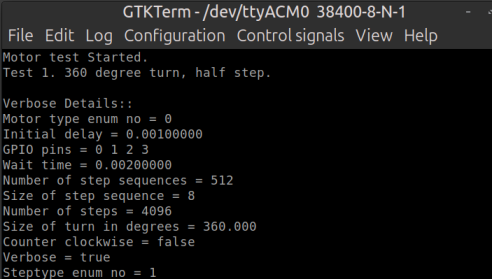 GTKTerm - /dev/ttyACM0 38400-8-N-1
File Edit Log Configuration Control signals View Help
Motor test Started.
Test 1. 360 degree turn, half step.
Verbose Details::
Motor type enum no = 0
Initial delay = 0.00100000
GPIO pins = 0 1 2 3
Wait time = 0.00200000
Number of step sequences = 512
Size of step sequence = 8
Number of steps = 4096
Size of turn in degrees = 360.000
Counter clockwise = false
Verbose = true
Steptype enum no = 1